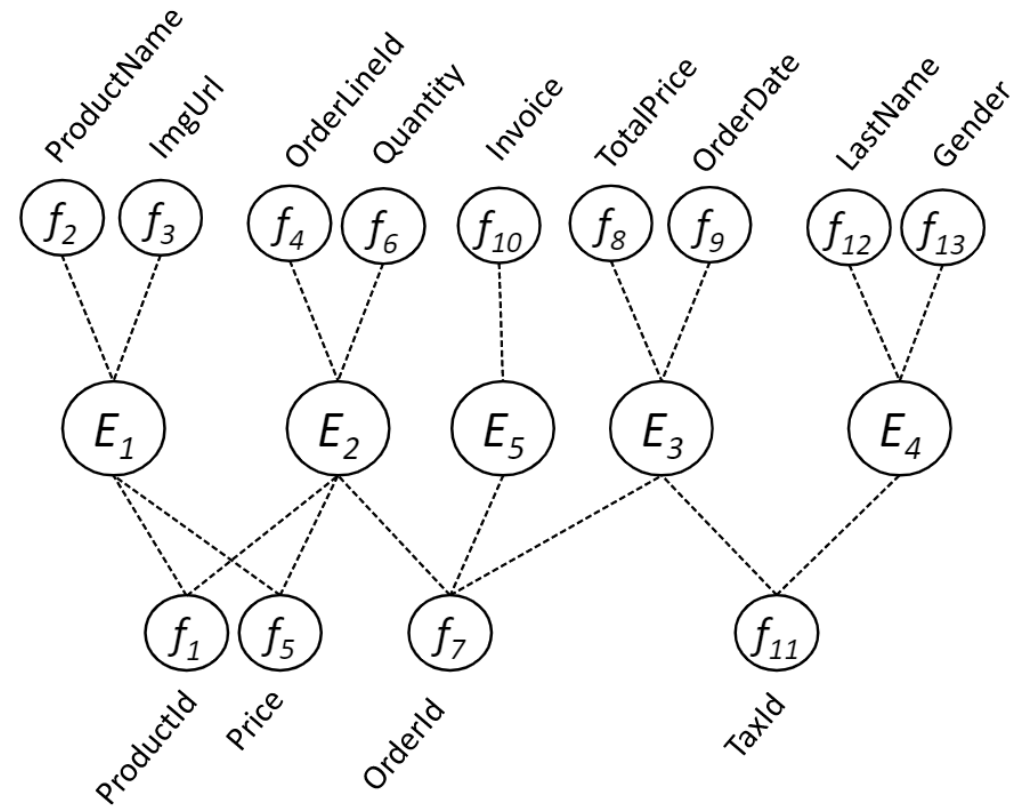 ProductName
ImgUrl
OrderLineId
Quantity
Invoice
TotalPrice
OrderDate
LastName
Gender
f2
f3
f4
f6
f10
f8
f9
f12
f13
E1
E2
E5
E3
E4
f1
f5
f7
f11
ProductId
Price
OrderId
TaxId